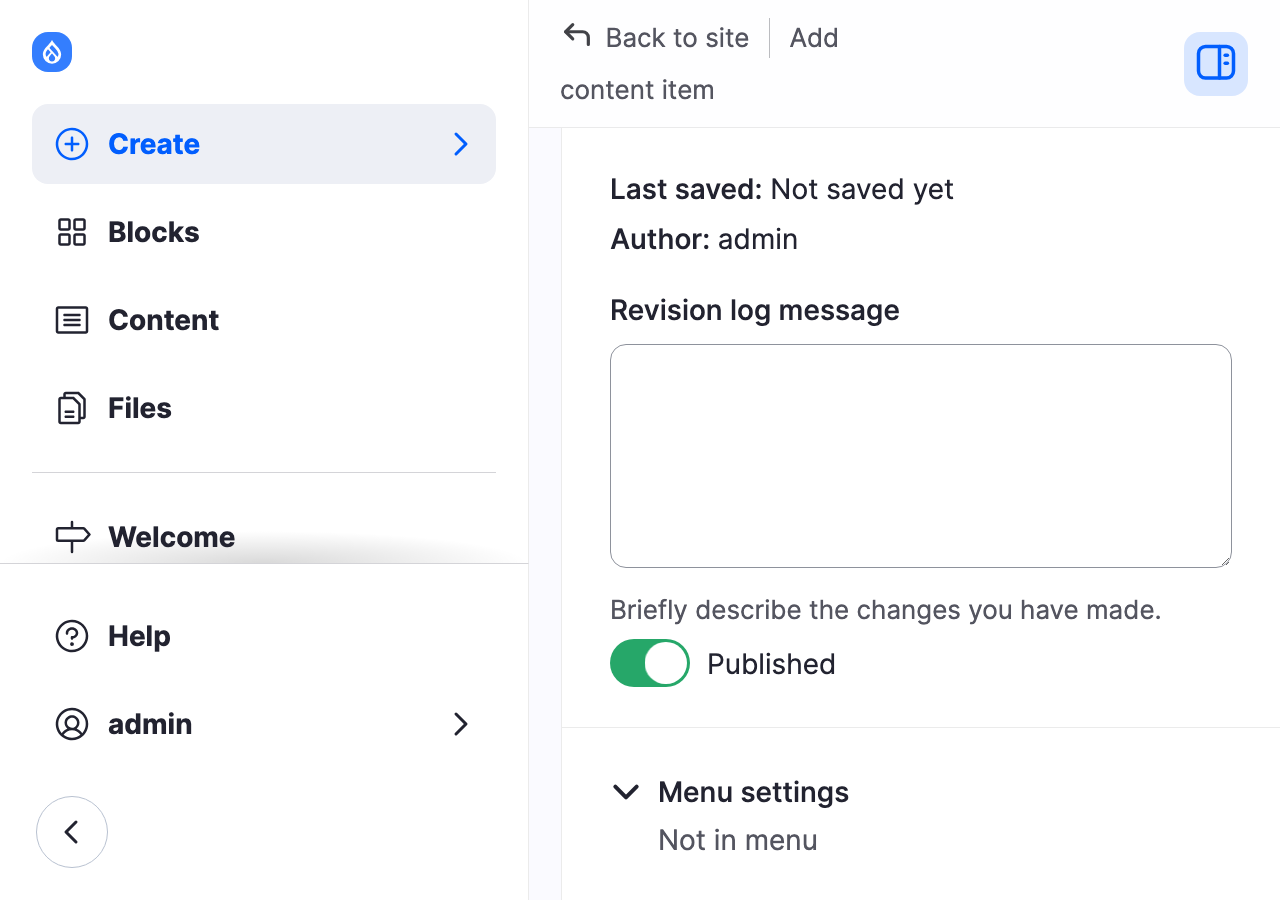 Create
Blocks
Content
Files
Welcome
Help
admin
Back to site
Add
content item
Last saved: Not saved yet
Author: admin
Revision log message
Briefly describe the changes you have made.
Published
Menu settings
Not in menu